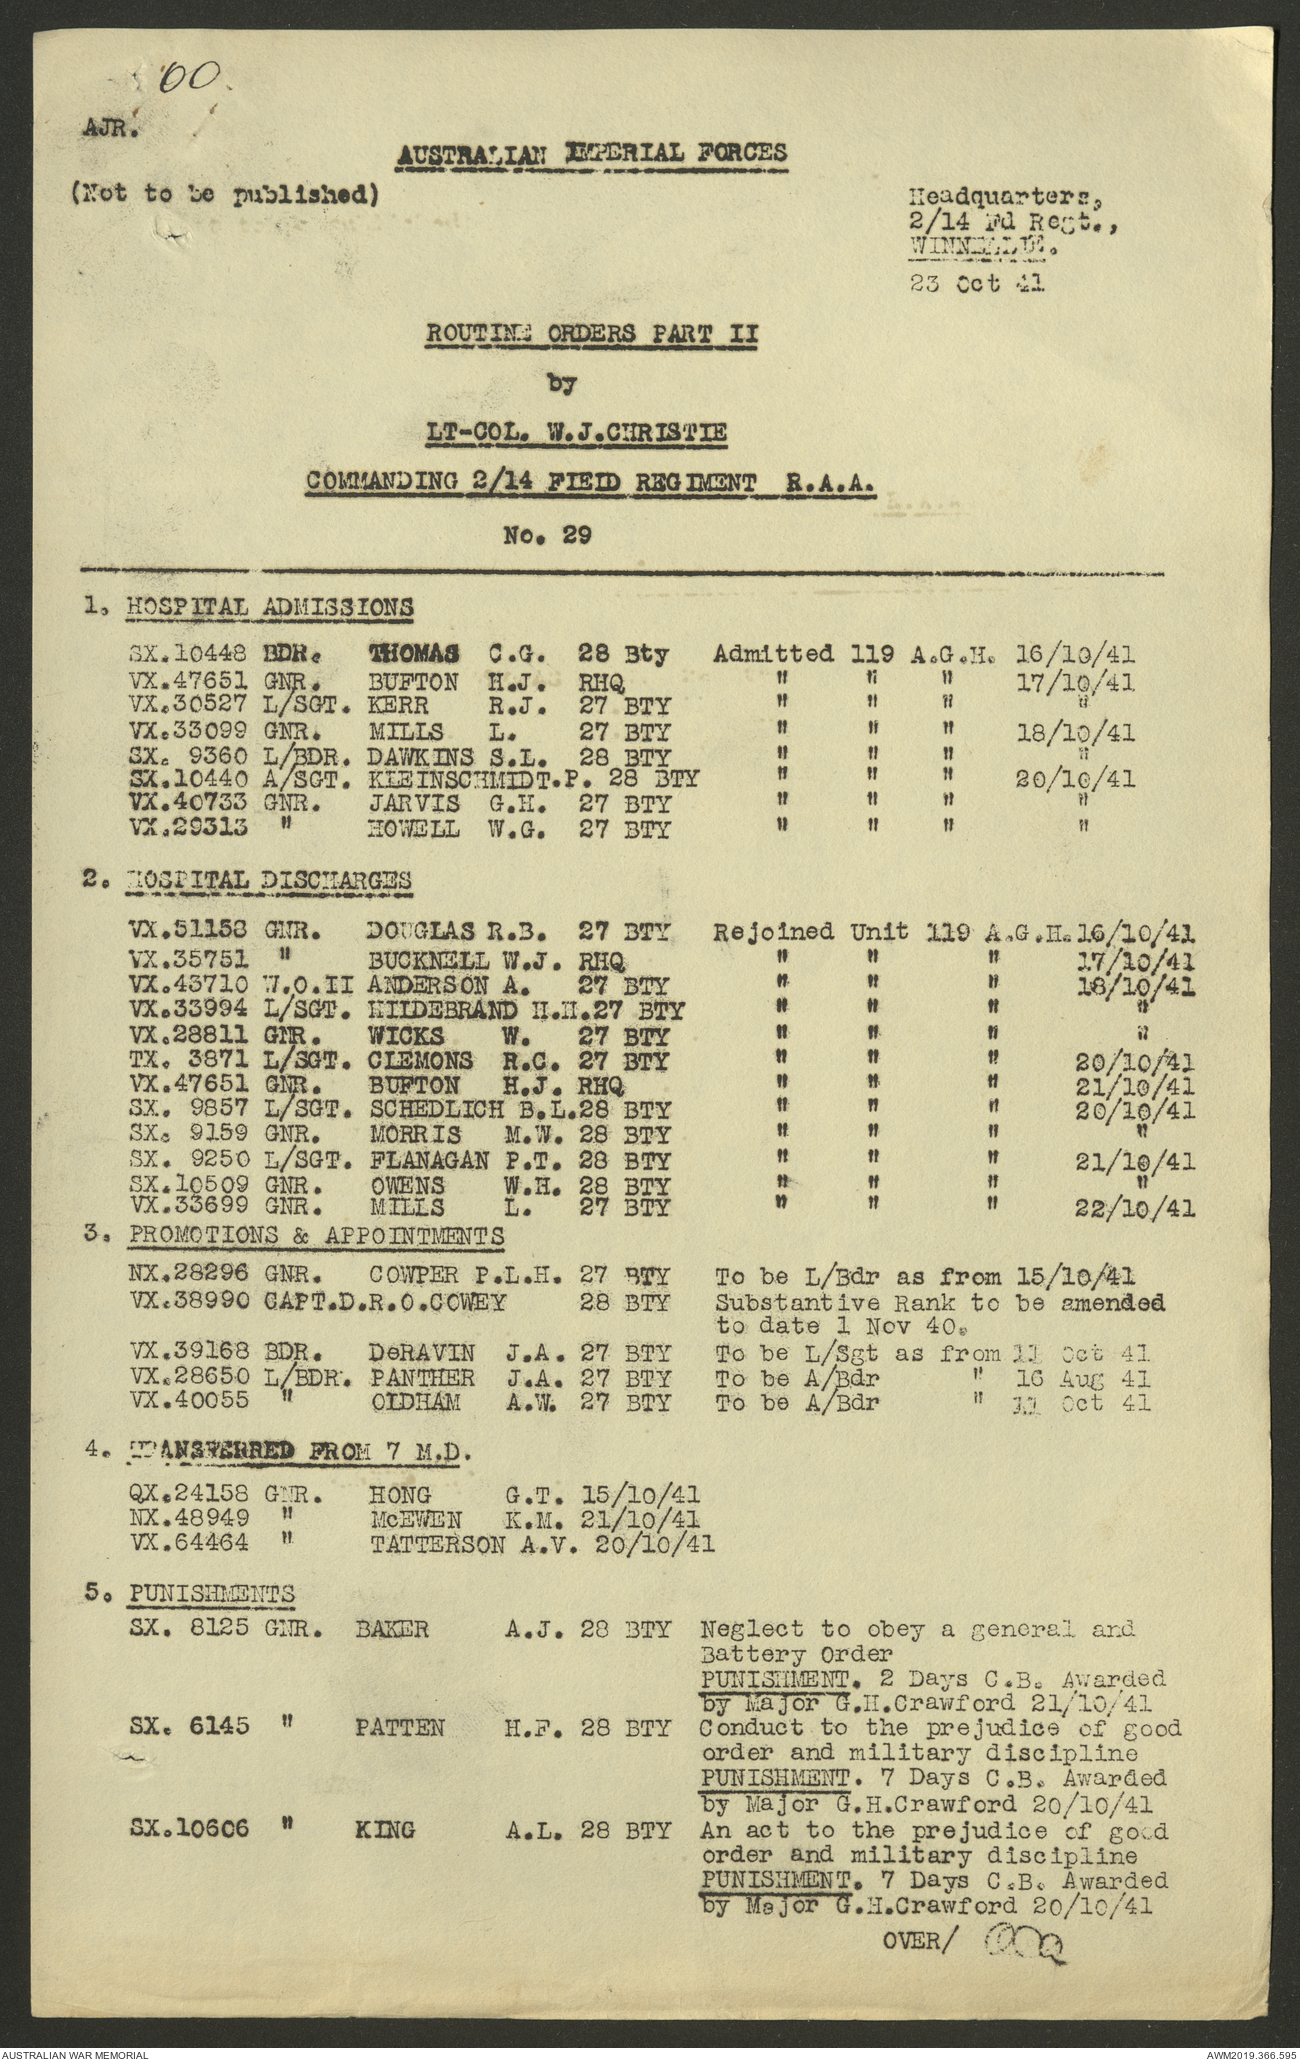 60.
AJR.
AUSTRALIAN IMPERIAL FORCES
(Not to be published)
Headquarters,
2/14 Fd Regt.,
WINNELLIE.
23 Oct 41
ROUTINE ORDERS PART II
by
LT-COL. W.J.CHRISTIE
COMMANDING 2/14 FIEID REGIMENT R.A.A.
No. 29
1. HOSPITAL ADMISSIONS
SX.10448 BDR. THOMAS C.G. 28 Bty Admitted 119 A.G.H. 16/10/41
VX.47651 GNR. BUFTON H.J. RHQ " " " 17/10/41
VX.30527 L/SGT. KERR R.J. 27 BTY " " " "
VX.33099 GNR. MILLS L. 27 BTY " " " 18/10/41
SX. 9360 L/BDR. DAWKINS S.L. 28 BTY " " " "
SX.10440 A/SGT. KLEINSCHMIDT.P. 28 BTY " " " 20/10/41
VX.40733 GNR. JARVIS G.H. 27 BTY " " " "
VX.29313 " HOWELL W.G. 27 BTY " " " "
2. HOSPITAL DISCHARGES
VX.51158 GNR. DOUGLAS R.B. 27 BTY Rejoined Unit 119 A.G.H.16/10/41
VX.35751 " BUCKNELL W.J. RHQ " " " 17/10/41
VX.43710 W.O.II ANDERSON A. 27 BTY " " " 18/10/41
VX.33994 L/SGT. HILDEBRAND H.H.27 BTY " " " "
VX.28811 GNR. WICKS W. 27 BTY " " " "
TX. 3871 L/SGT. CLEMONS R.C. 27 BTY " " " 20/10/41
VX.47651 GNR. BUFTON H.J. RHQ " " " 21/10/41
SX. 9857 L/SGT. SCHEDLICH B.L.28 BTY " " " 20/10/41
SX. 9159 GNR. MORRIS M.W. 28 BTY " " " "
SX. 9250 L/SGT. FLANAGAN P.T. 28 BTY " " " 21/10/41
SX.10509 GNR. OWENS W.H. 28 BTY " " " "
VX.33699 GNR. MILLS L. 27 BTY " " " 22/10/41
3. PROMOTIONS & APPOINTMENTS
NX.28296 GNR. COWPER P.L.H. 27 BTY To be L/Bdr as from 15/10/41
VX.38990 CAPT.D.R.O.COWEY 28 BTY Substantive Rank to be amended
to date 1 Nov 40.
VX.39168 BDR. DeRAVIN J.A. 27 BTY To be L/Sgt as from 11 Oct 41
VX.28650 L/BDR. PANTHER J.A. 27 BTY To be A/Bdr " 16 Aug 41
VX.40055 " OLDHAM A.W. 27 BTY To be A/Bdr " 11 Oct 41
4. TRANSFERRED FROM 7 M.D.
QX.24158 GNR. HONG G.T. 15/10/41
NX.48949 " McEWEN K.M. 21/10/41
VX.64464 " TATTERSON A.V. 20/10/41
5. PUNISHMENTS
SX. 8125 GNR. BAKER A.J. 28 BTY Neglect to obey a general and
Battery Order
PUNISHMENT. 2 Days C.B. Awarded
by Major G.H.Crawford 21/10/41
SX. 6145 " PATTEN H.F. 28 BTY Conduct to the prejudice of good
order and military discipline
PUNISHMENT. 7 Days C.B. Awarded
by Major G.H.Crawford 20/10/41
SX.10606 " KING A.L. 28 BTY An act to the prejudice of good
order and military discipline
PUNISHMENT. 7 Days C.B. Awarded
by Major G.H.Crawford 20/10/41
OVER/
AUSTRALIAN WAR MEMORIAL
AWM2019.366.595